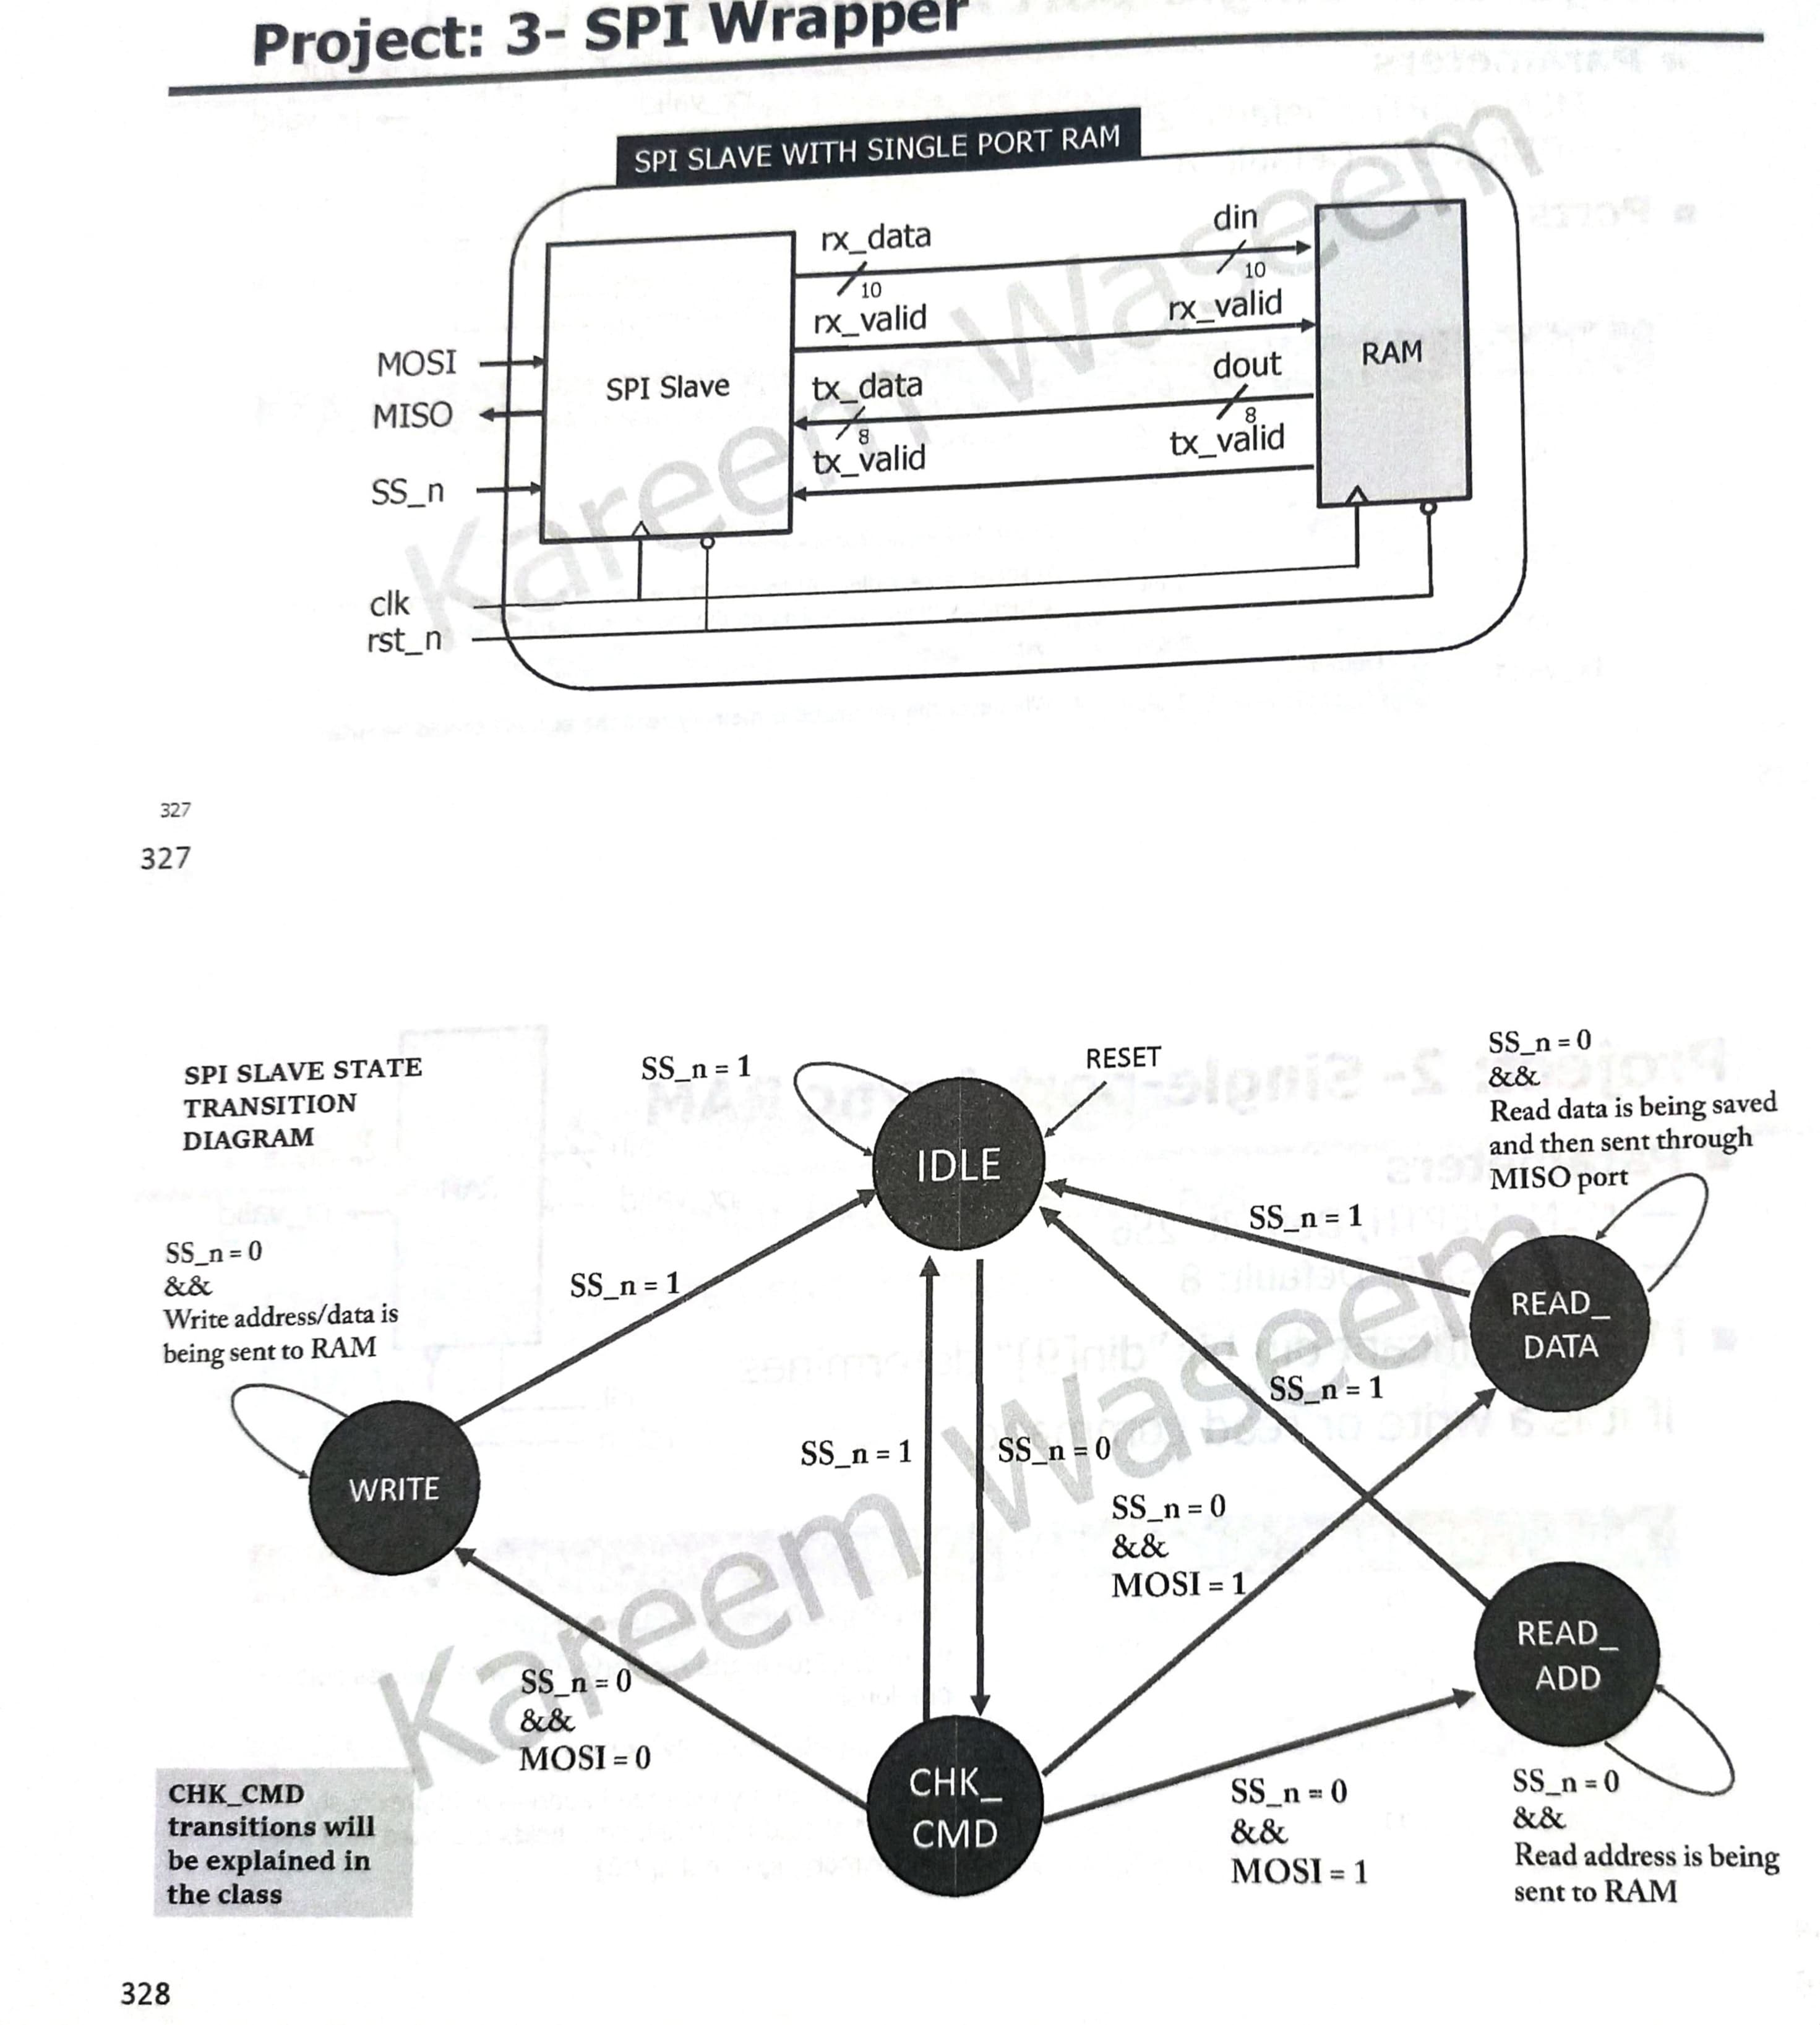 Project: 3- SPI Wrapper
SPI SLAVE WITH SINGLE PORT RAM
rx_data
din
10
10
rx_valid
rx_valid
MOSI
SPI Slave
RAM
tx_data
dout
MISO
8
8
tx_valid
tx_valid
SS_n
clk
rst_n
Kareem Waseem
327
327
SPI SLAVE STATE
TRANSITION
DIAGRAM
SS_n = 1
RESET
IDLE
SS_n = 0
&&
Read data is being saved
and then sent through
MISO port
SS_n = 1
SS_n = 0
&&
Write address/data is
being sent to RAM
SS_n = 1
READ_
DATA
SS_n = 1
WRITE
SS_n = 1
SS_n = 0
SS_n = 0
&&
MOSI = 1
READ_
ADD
SS_n = 0
&&
MOSI = 0
CHK_
CMD
SS_n = 0
&&
MOSI = 1
SS_n = 0
&&
Read address is being
sent to RAM
CHK_CMD
transitions will
be explained in
the class
Kareem Waseem
328